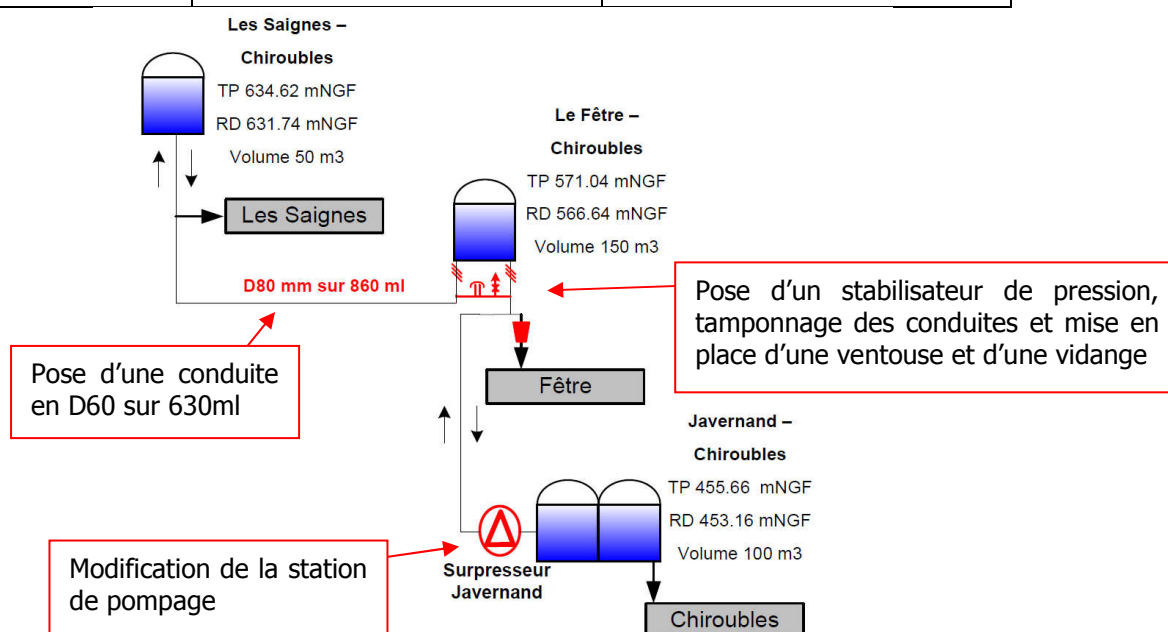 Les Saignes –
Chiroubles
TP 634.62 mNGF
RD 631.74 mNGF
Volume 50 m3
Les Saignes
Le Fêtre –
Chiroubles
TP 571.04 mNGF
RD 566.64 mNGF
Volume 150 m3
D80 mm sur 860 ml
Pose d'un stabilisateur de pression,
tamponnage des conduites et mise en
place d'une ventouse et d'une vidange
Pose d'une conduite
en D60 sur 630ml
Fêtre
Javernand –
Chiroubles
TP 455.66 mNGF
RD 453.16 mNGF
Volume 100 m3
Modification de la station
de pompage
Surpresseur
Javernand
Chiroubles